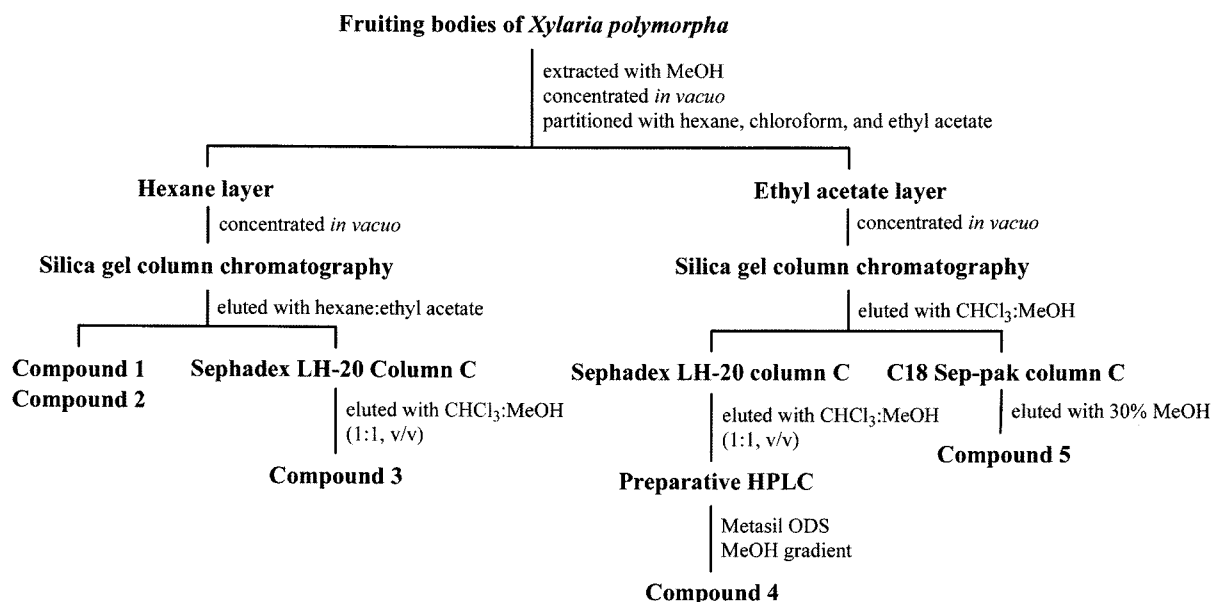 Fruiting bodies of Xylaria polymorpha
extracted with MeOH
concentrated in vacuo
partitioned with hexane, chloroform, and ethyl acetate
Hexane layer
concentrated in vacuo
Silica gel column chromatography
eluted with hexane:ethyl acetate
Compound 1
Compound 2
Sephadex LH-20 Column C
eluted with CHCl₃:MeOH
(1:1, v/v)
Compound 3
Ethyl acetate layer
concentrated in vacuo
Silica gel column chromatography
eluted with CHCl₃:MeOH
Sephadex LH-20 column C
eluted with CHCl₃:MeOH
(1:1, v/v)
Preparative HPLC
Metasil ODS
MeOH gradient
Compound 4
C18 Sep-pak column C
eluted with 30% MeOH
Compound 5